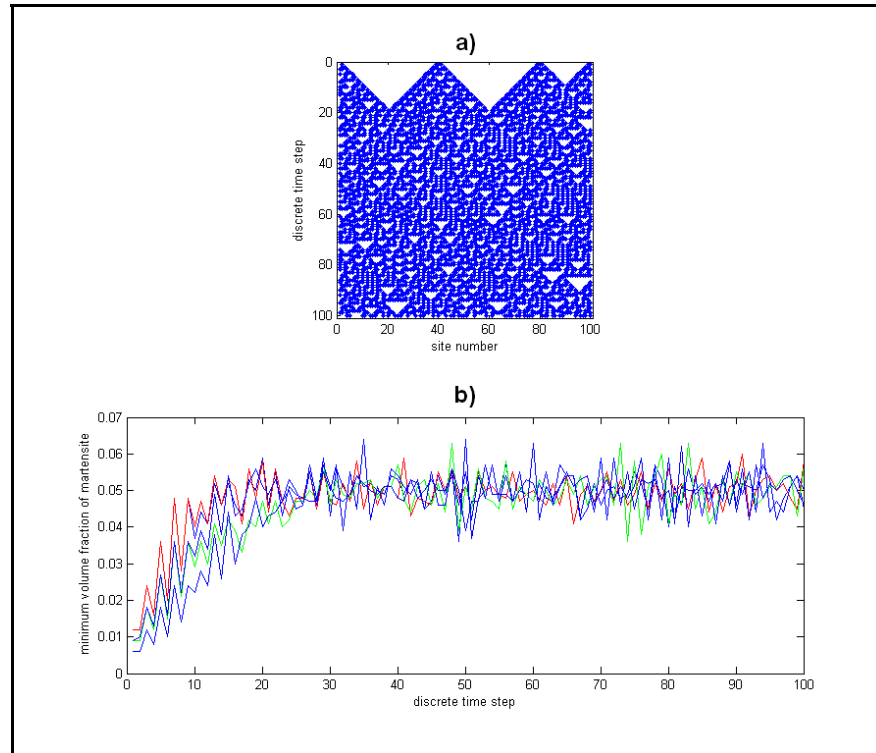 a)
0
20
40
60
80
100
discrete time step
0 20 40 60 80 100
site number
b)
0.07
0.06
0.05
0.04
0.03
0.02
0.01
0
minimum volume fraction of martensite
0 10 20 30 40 50 60 70 80 90 100
discrete time step